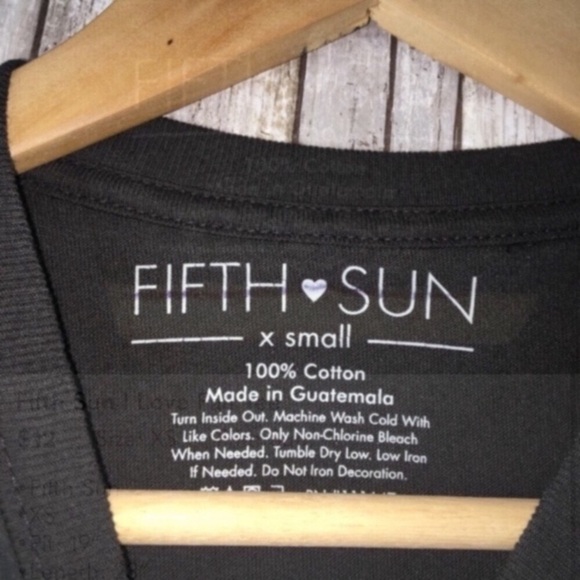 FIFTH SUN
x small
100% Cotton
Made in Guatemala
Turn Inside Out. Machine Wash Cold With
Like Colors. Only Non-Chlorine Bleach
When Needed. Tumble Dry Low. Low Iron
If Needed. Do Not Iron Decoration.